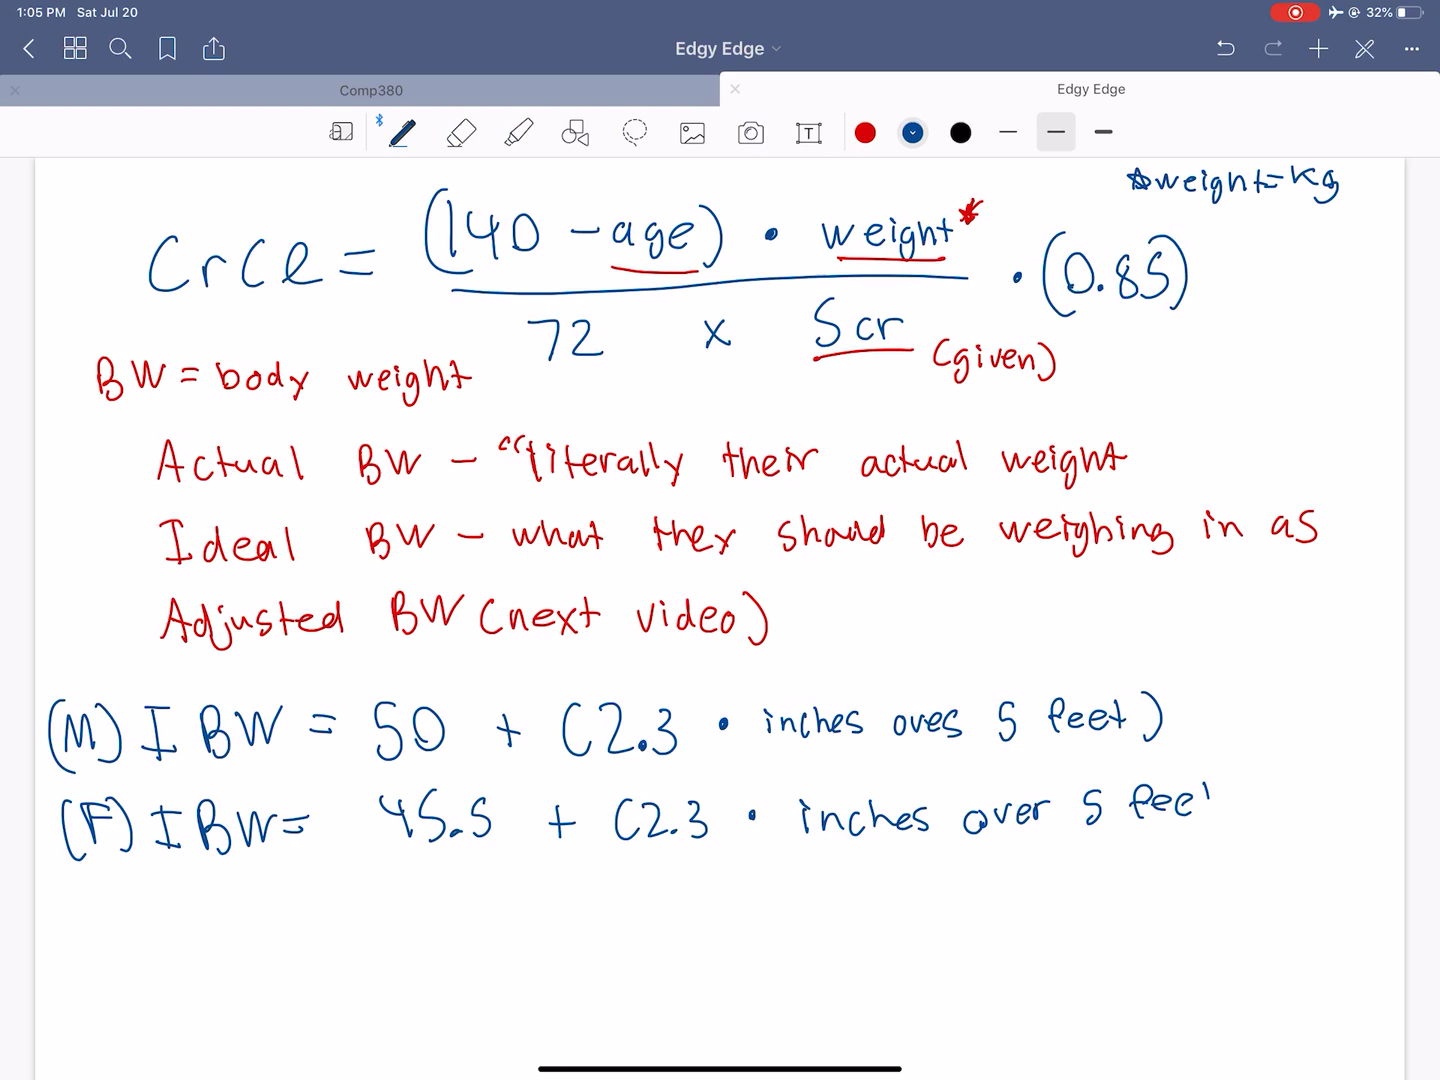 1:05 PM Sat Jul 20
32%
Edgy Edge
Comp380
Edgy Edge
T
weight=kg
CrCl = (140 - age) • weight* • (0.85)
72 x Scr (given)
BW = body weight
Actual BW - "literally their actual weight
Ideal BW - what they should be weighing in as
Adjusted BW (next video)
(M) IBW = 50 + (2.3 • inches over 5 feet)
(F) IBW = 45.5 + (2.3 • inches over 5 fee'